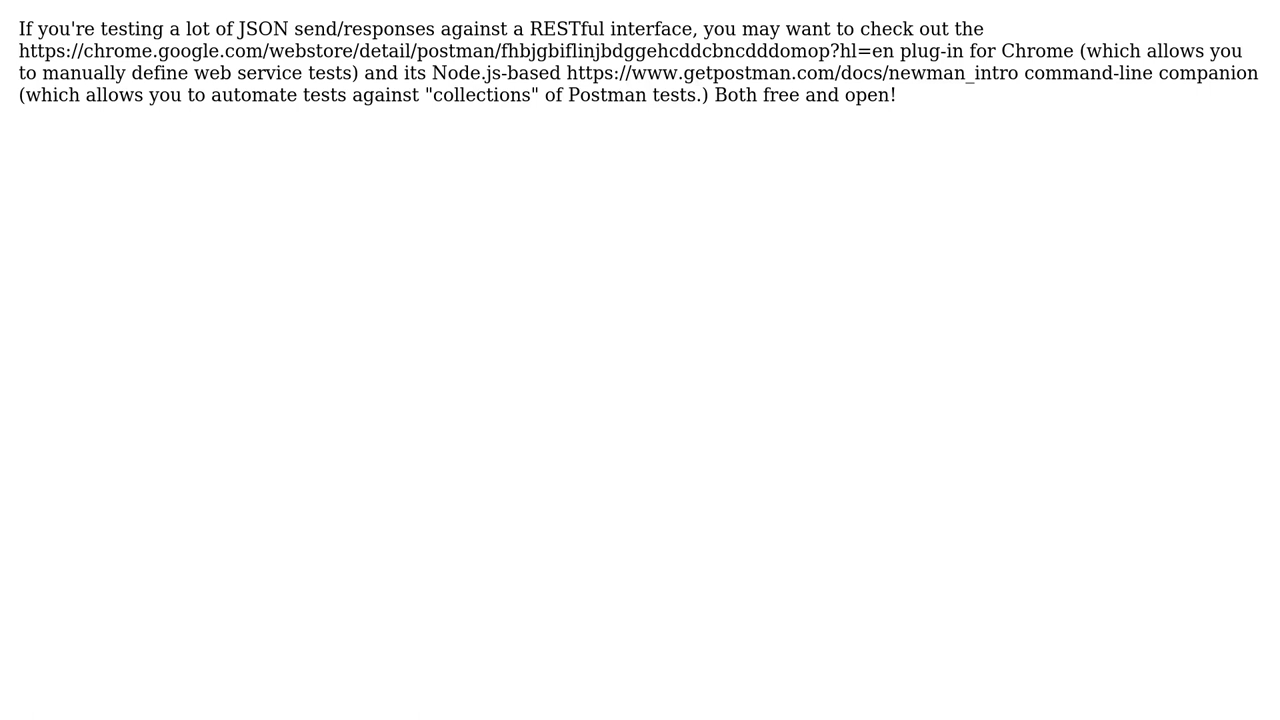 If you're testing a lot of JSON send/responses against a RESTful interface, you may want to check out the
https://chrome.google.com/webstore/detail/postman/fhbjgbiflinjbdggehcddcbncdddomop?hl=en plug-in for Chrome (which allows you
to manually define web service tests) and its Node.js-based https://www.getpostman.com/docs/newman_intro command-line companion
(which allows you to automate tests against "collections" of Postman tests.) Both free and open!